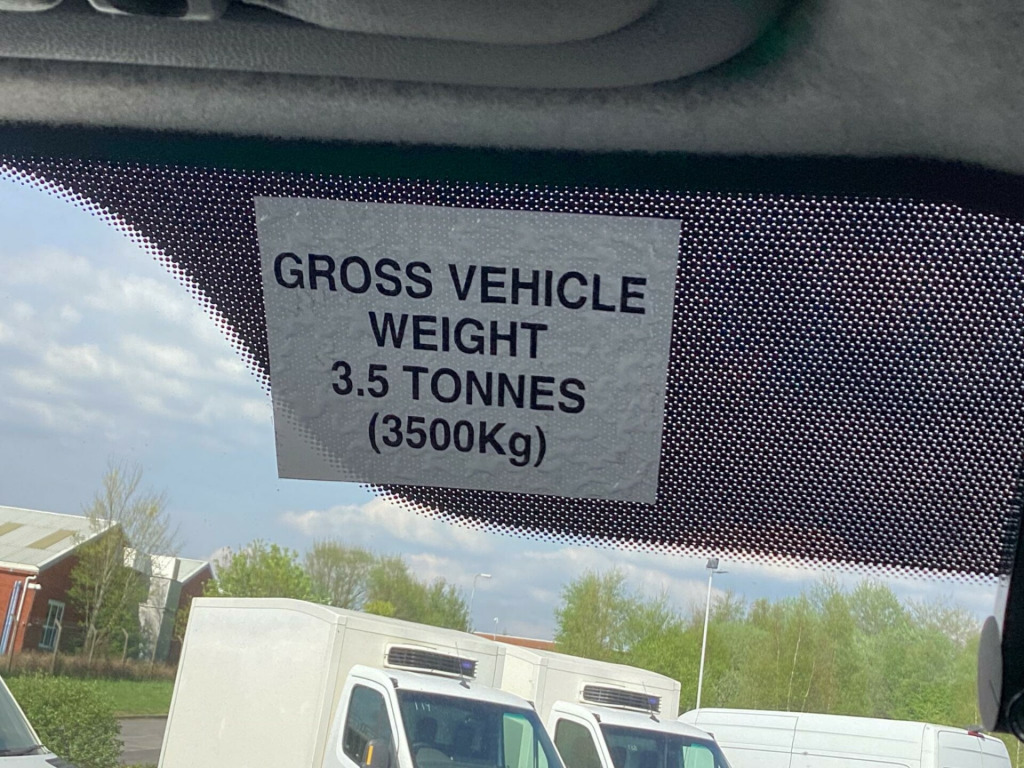 GROSS VEHICLE
WEIGHT
3.5 TONNES
(3500Kg)